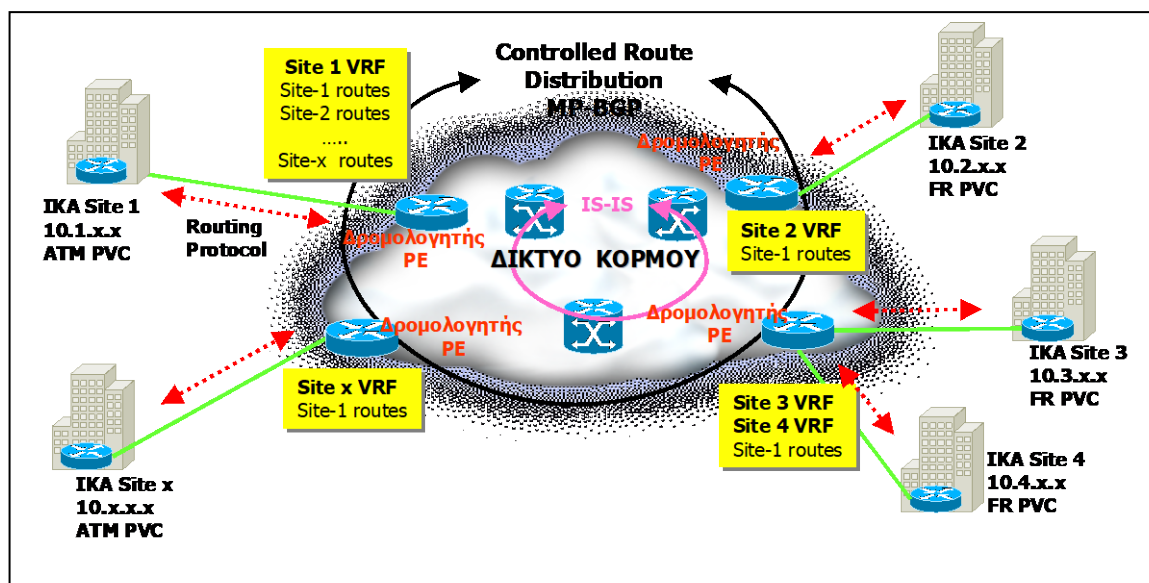 Controlled Route
Distribution
MP-BGP
Site 1 VRF
Site-1 routes
Site-2 routes
.....
Site-x routes
IKA Site 1
10.1.x.x
ATM PVC
Routing
Protocol
Δρομολογητής
PE
Δρομολογητής
PE
IKA Site 2
10.2.x.x
FR PVC
IS-IS
ΔΙΚΤΥΟ ΚΟΡΜΟΥ
Site 2 VRF
Site-1 routes
Δρομολογητής
PE
Δρομολογητής
PE
IKA Site 3
10.3.x.x
FR PVC
Site x VRF
Site-1 routes
Site 3 VRF
Site 4 VRF
Site-1 routes
IKA Site x
10.x.x.x
ATM PVC
IKA Site 4
10.4.x.x
FR PVC